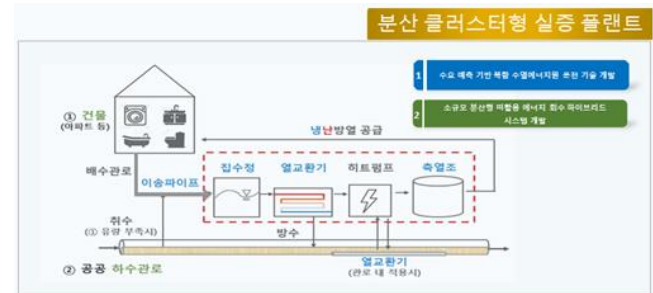 분산 클러스터형 실증 플랜트
1 수요 예측 기반 복합 수열에너지원 운전 기술 개발
2 소규모 분산형 미활용 에너지 회수 하이브리드
시스템 개발
① 건물
(아파트 등)
냉난방열 공급
배수관로
이송파이프
집수정
열교환기
히트펌프
축열조
취수
(① 유량 부족시)
방수
② 공공 하수관로
열교환기
(관로 내 적용시)